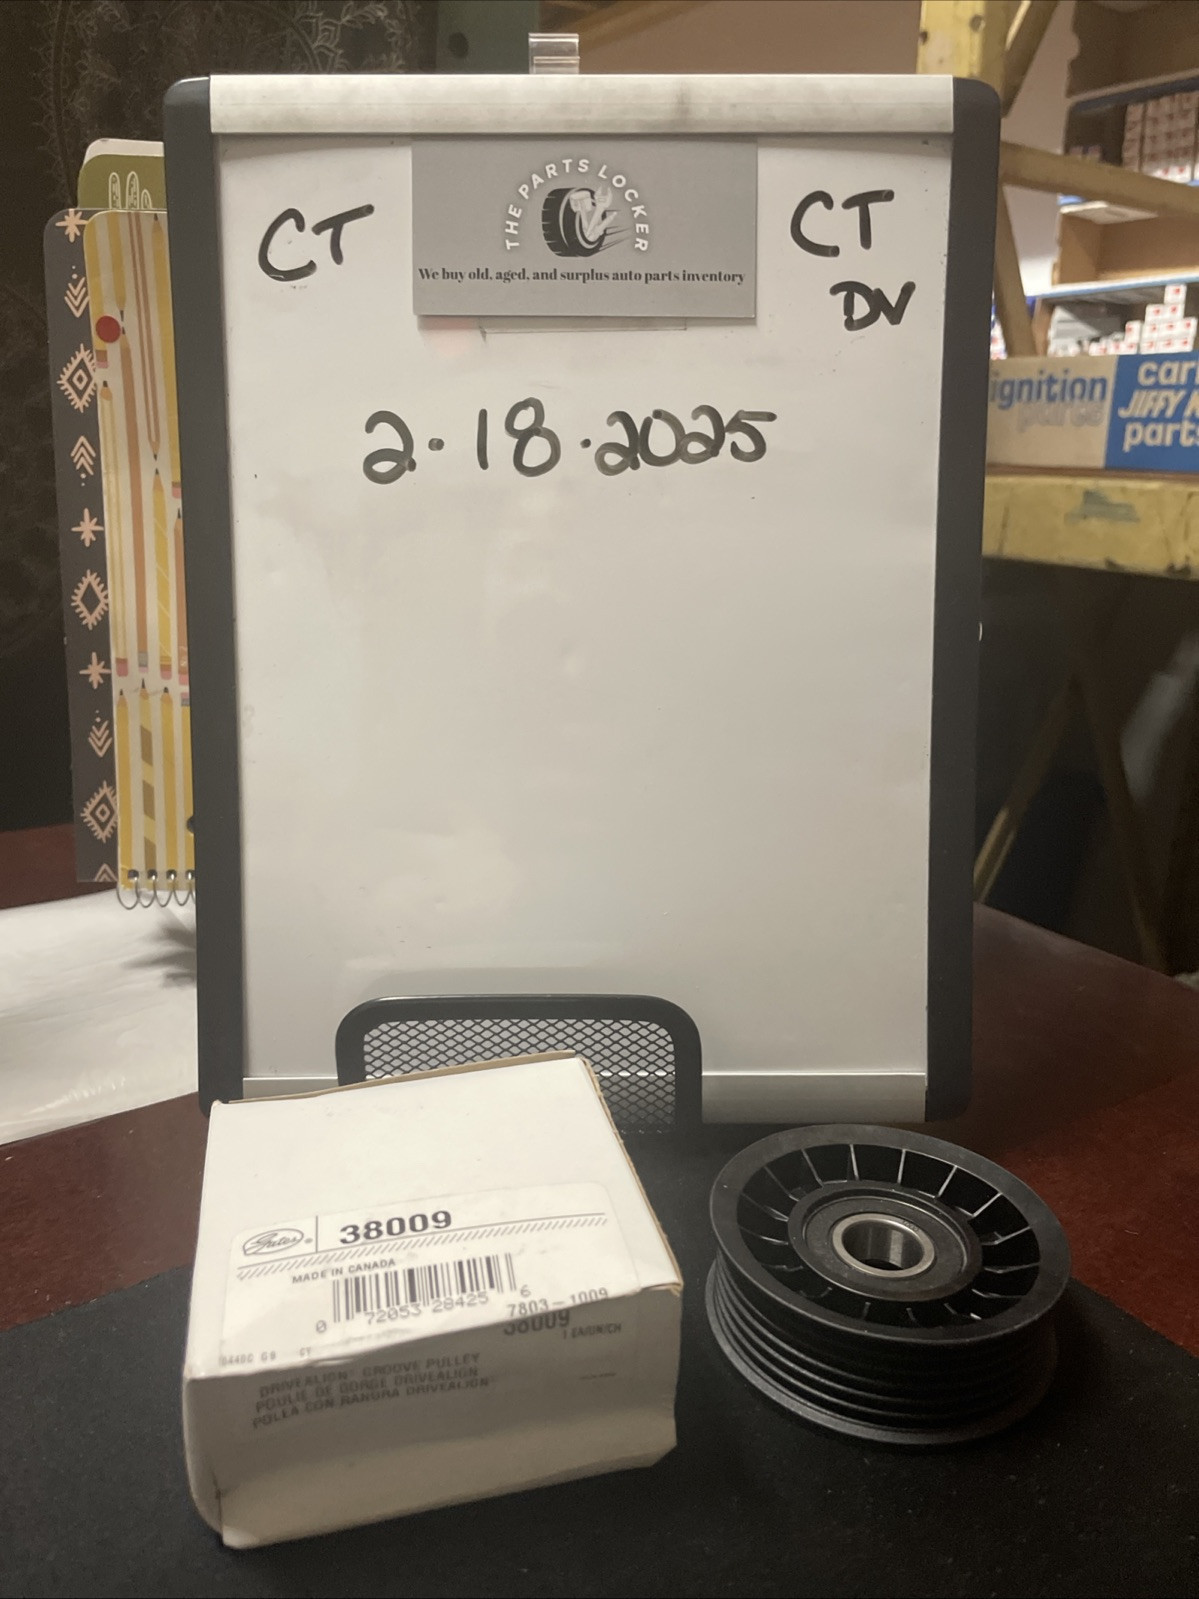 THE PARTS LOCKER
We buy old, aged, and surplus auto parts inventory
CT
CT
DV
2·18·2025
ignition
parts
car
JIFFY
parts
Gates®
38009
MADE IN CANADA
0 72053 28425 6
7803-1009
38009
1 EA/UN/CH
DRIVEALIGN® GROOVE PULLEY
POULIE DE GORGE DRIVEALIGN
POLLA CON RANURA DRIVEALIGN